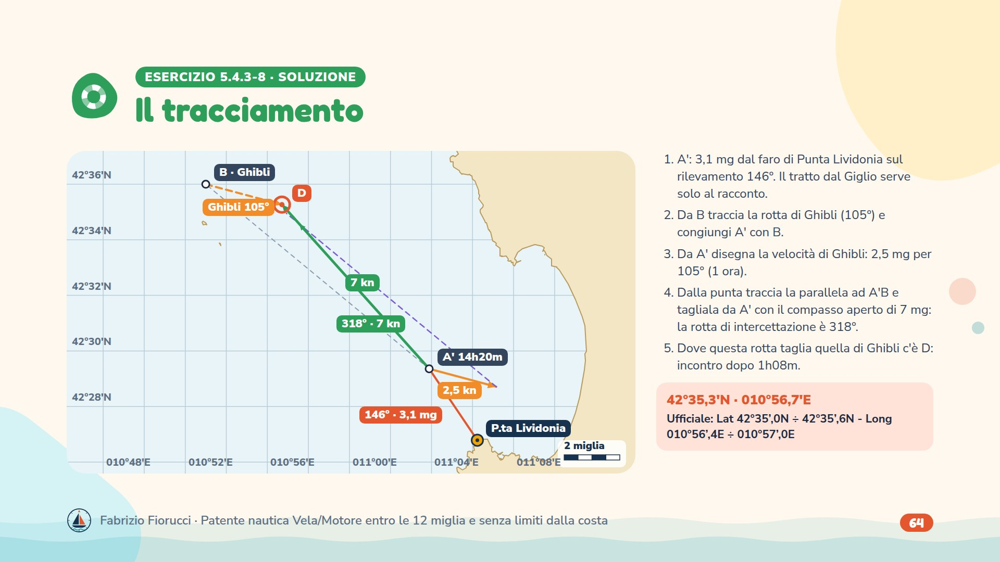 ESERCIZIO 5.4.3-8 · SOLUZIONE
Il tracciamento
42°36'N
42°34'N
42°32'N
42°30'N
42°28'N
010°48'E
010°52'E
010°56'E
011°00'E
011°04'E
011°08'E
B · Ghibli
D
Ghibli 105°
7 kn
318° · 7 kn
A' 14h20m
2,5 kn
146° · 3,1 mg
P.ta Lividonia
2 miglia
1. A': 3,1 mg dal faro di Punta Lividonia sul
rilevamento 146°. Il tratto dal Giglio serve
solo al racconto.
2. Da B traccia la rotta di Ghibli (105°) e
congiungi A' con B.
3. Da A' disegna la velocità di Ghibli: 2,5 mg per
105° (1 ora).
4. Dalla punta traccia la parallela ad A'B e
tagliala da A' con il compasso aperto di 7 mg:
la rotta di intercettazione è 318°.
5. Dove questa rotta taglia quella di Ghibli c'è D:
incontro dopo 1h08m.
42°35,3'N · 010°56,7'E
Ufficiale: Lat 42°35’,0N ÷ 42°35’,6N - Long
010°56’,4E ÷ 010°57’,0E
Fabrizio Fiorucci · Patente nautica Vela/Motore entro le 12 miglia e senza limiti dalla costa
64